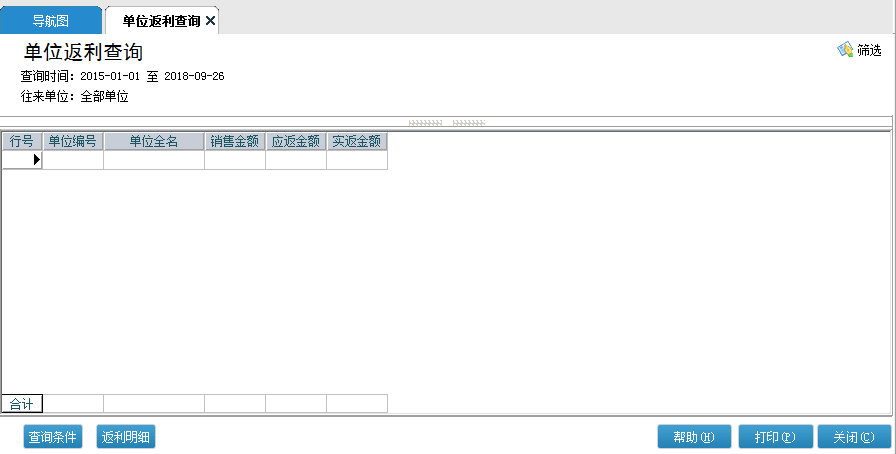 导航图 单位返利查询
单位返利查询
筛选
查询时间：2015-01-01 至 2018-09-26
往来单位：全部单位
行号 单位编号 单位全名 销售金额 应返金额 实返金额
合计
查询条件 返利明细 帮助(H) 打印(P) 关闭(C)